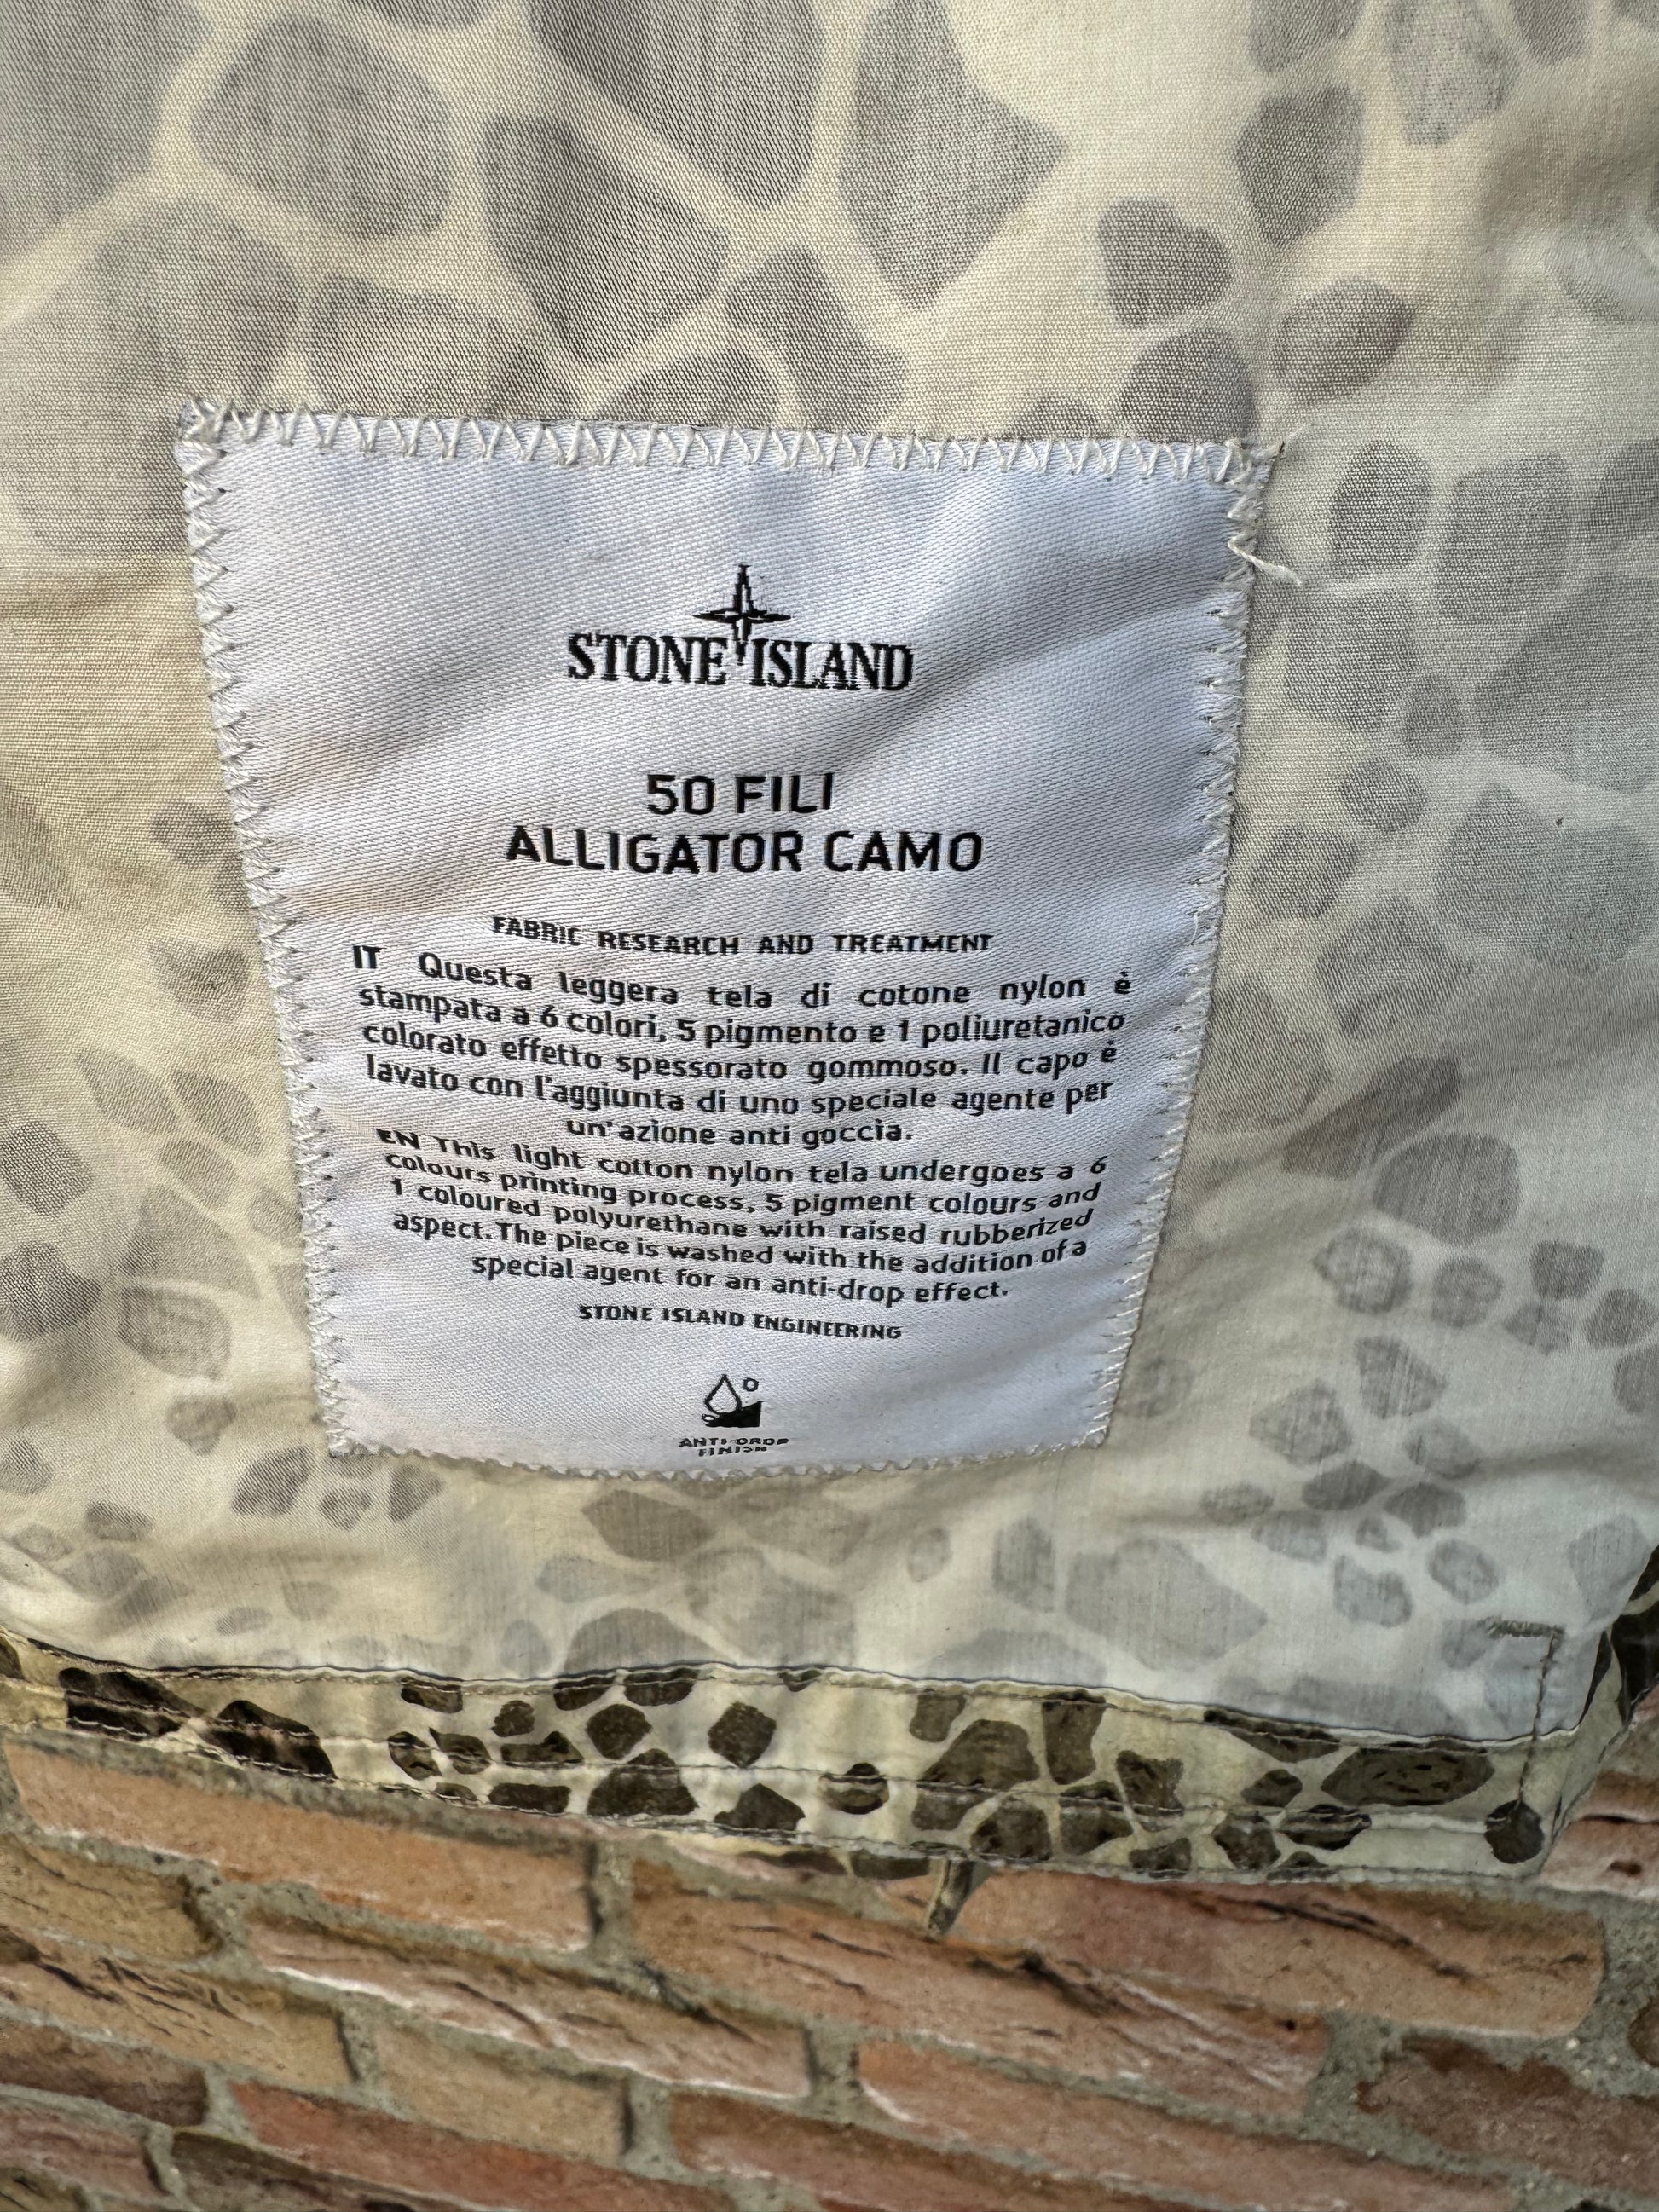 STONE ISLAND
50 FILI
ALLIGATOR CAMO
FABRIC RESEARCH AND TREATMENT
IT Questa leggera tela di cotone nylon è
stampata a 6 colori, 5 pigmento e 1 poliuretanico
colorato effetto spessorato gommoso. Il capo è
lavato con l'aggiunta di uno speciale agente per
un'azione anti goccia.
EN This light cotton nylon tela undergoes a 6
colours printing process, 5 pigment colours and
1 coloured polyurethane with raised rubberized
aspect. The piece is washed with the addition of a
special agent for an anti-drop effect.
STONE ISLAND ENGINEERING
ANTI-DROP
FINISH